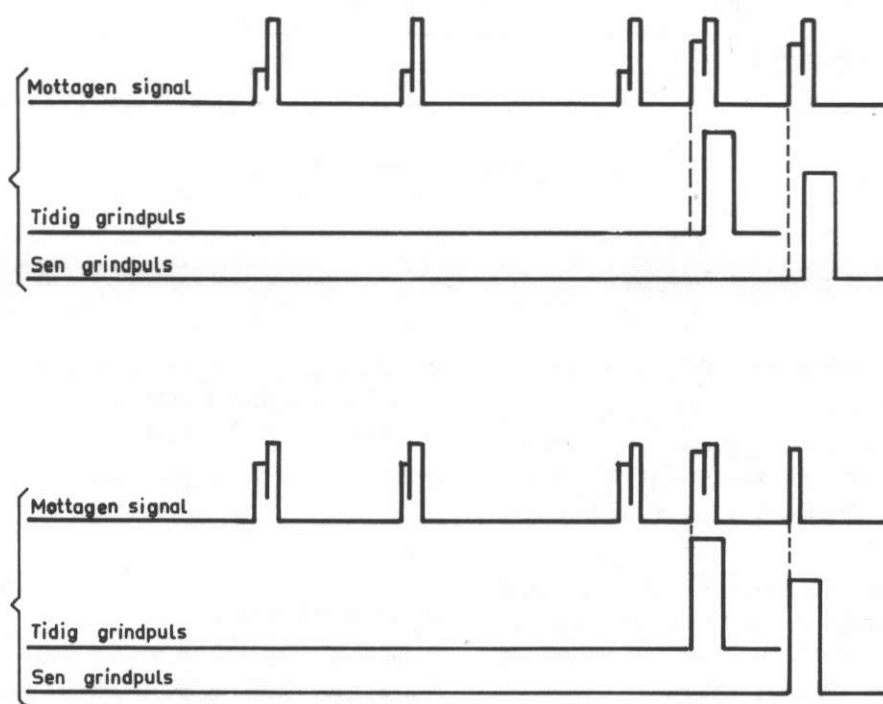 Mottagen signal
Tidig grindpuls
Sen grindpuls
Mottagen signal
Tidig grindpuls
Sen grindpuls